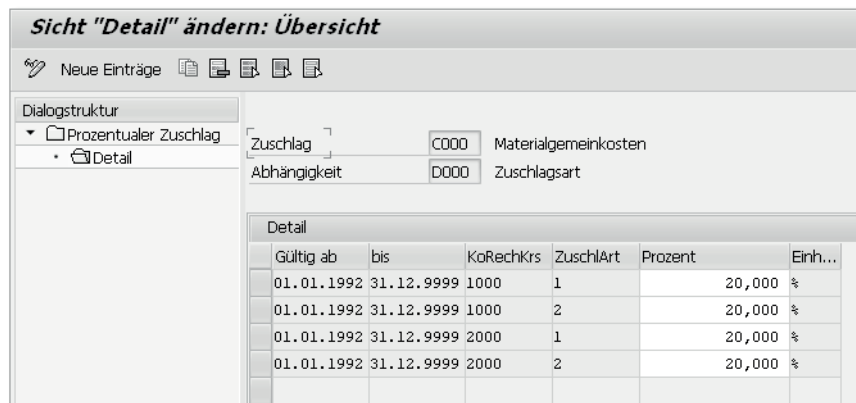 Sicht "Detail" ändern: Übersicht
Neue Einträge
Dialogstruktur
Prozentualer Zuschlag
Detail
Zuschlag C000 Materialgemeinkosten
Abhängigkeit D000 Zuschlagsart
Detail
Gültig ab bis KoRechKrs ZuschlArt Prozent Einh...
01.01.1992 31.12.9999 1000 1 20,000 %
01.01.1992 31.12.9999 1000 2 20,000 %
01.01.1992 31.12.9999 2000 1 20,000 %
01.01.1992 31.12.9999 2000 2 20,000 %